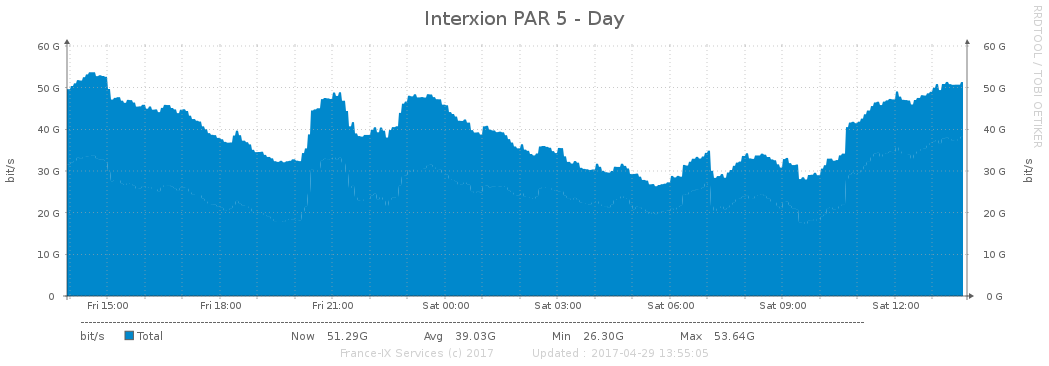 Interxion PAR 5 - Day
RRDTOOL / TOBI OETIKER
60 G 60 G
50 G 50 G
40 G 40 G
30 G 30 G
20 G 20 G
10 G 10 G
0 0 G
bit/s bit/s
Fri 15:00 Fri 18:00 Fri 21:00 Sat 00:00 Sat 03:00 Sat 06:00 Sat 09:00 Sat 12:00
bit/s Total Now 51.29G Avg 39.03G Min 26.30G Max 53.64G
France-IX Services (c) 2017 Updated : 2017-04-29 13:55:05